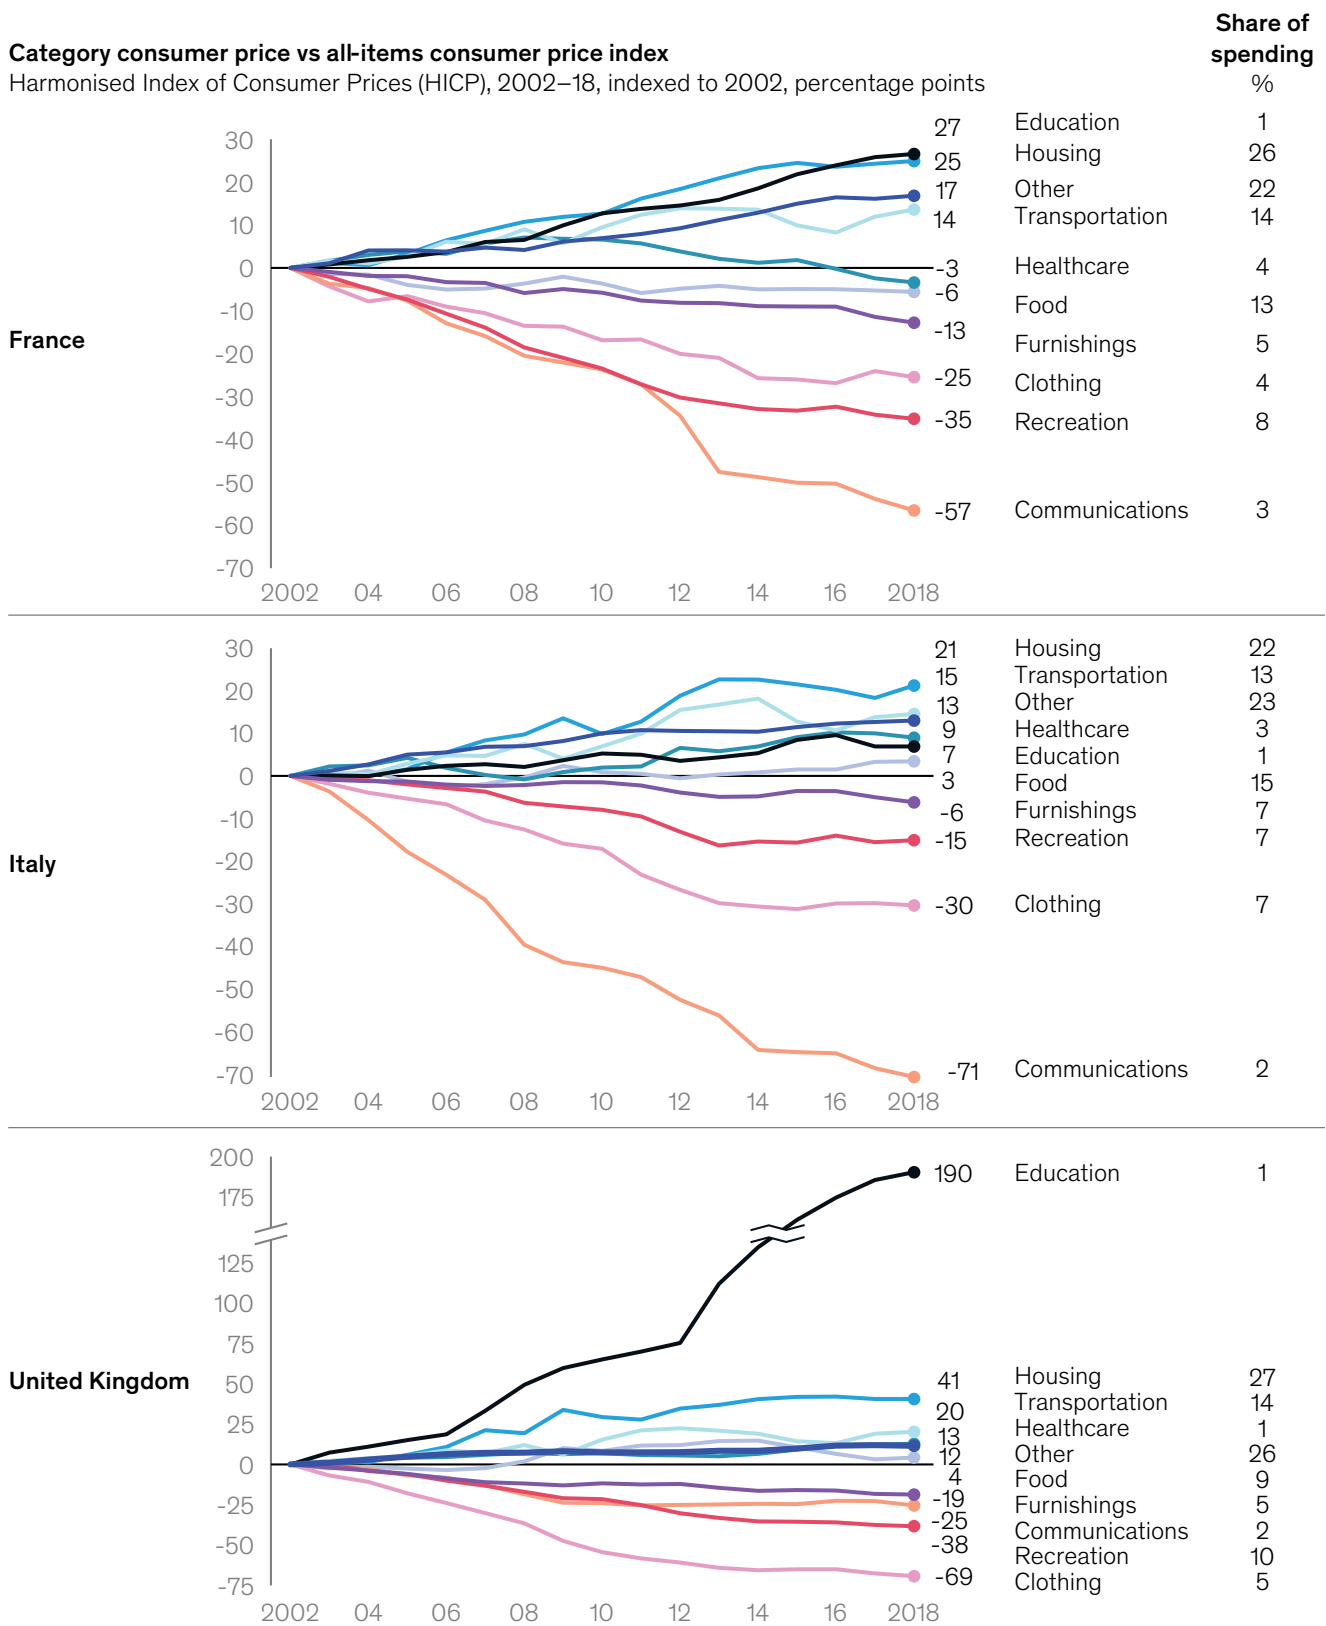 Share of
spending
%
Category consumer price vs all-items consumer price index
Harmonised Index of Consumer Prices (HICP), 2002–18, indexed to 2002, percentage points
France
30
20
10
0
-10
-20
-30
-40
-50
-60
-70
2002 04 06 08 10 12 14 16 2018
27 Education 1
25 Housing 26
17 Other 22
14 Transportation 14
-3 Healthcare 4
-6 Food 13
-13 Furnishings 5
-25 Clothing 4
-35 Recreation 8
-57 Communications 3
Italy
30
20
10
0
-10
-20
-30
-40
-50
-60
-70
2002 04 06 08 10 12 14 16 2018
21 Housing 22
15 Transportation 13
13 Other 23
9 Healthcare 3
7 Education 1
3 Food 15
-6 Furnishings 7
-15 Recreation 7
-30 Clothing 7
-71 Communications 2
United Kingdom
200
175
125
100
75
50
25
0
-25
-50
-75
2002 04 06 08 10 12 14 16 2018
190 Education 1
41 Housing 27
20 Transportation 14
13 Healthcare 1
12 Other 26
4 Food 9
-19 Furnishings 5
-25 Communications 2
-38 Recreation 10
-69 Clothing 5